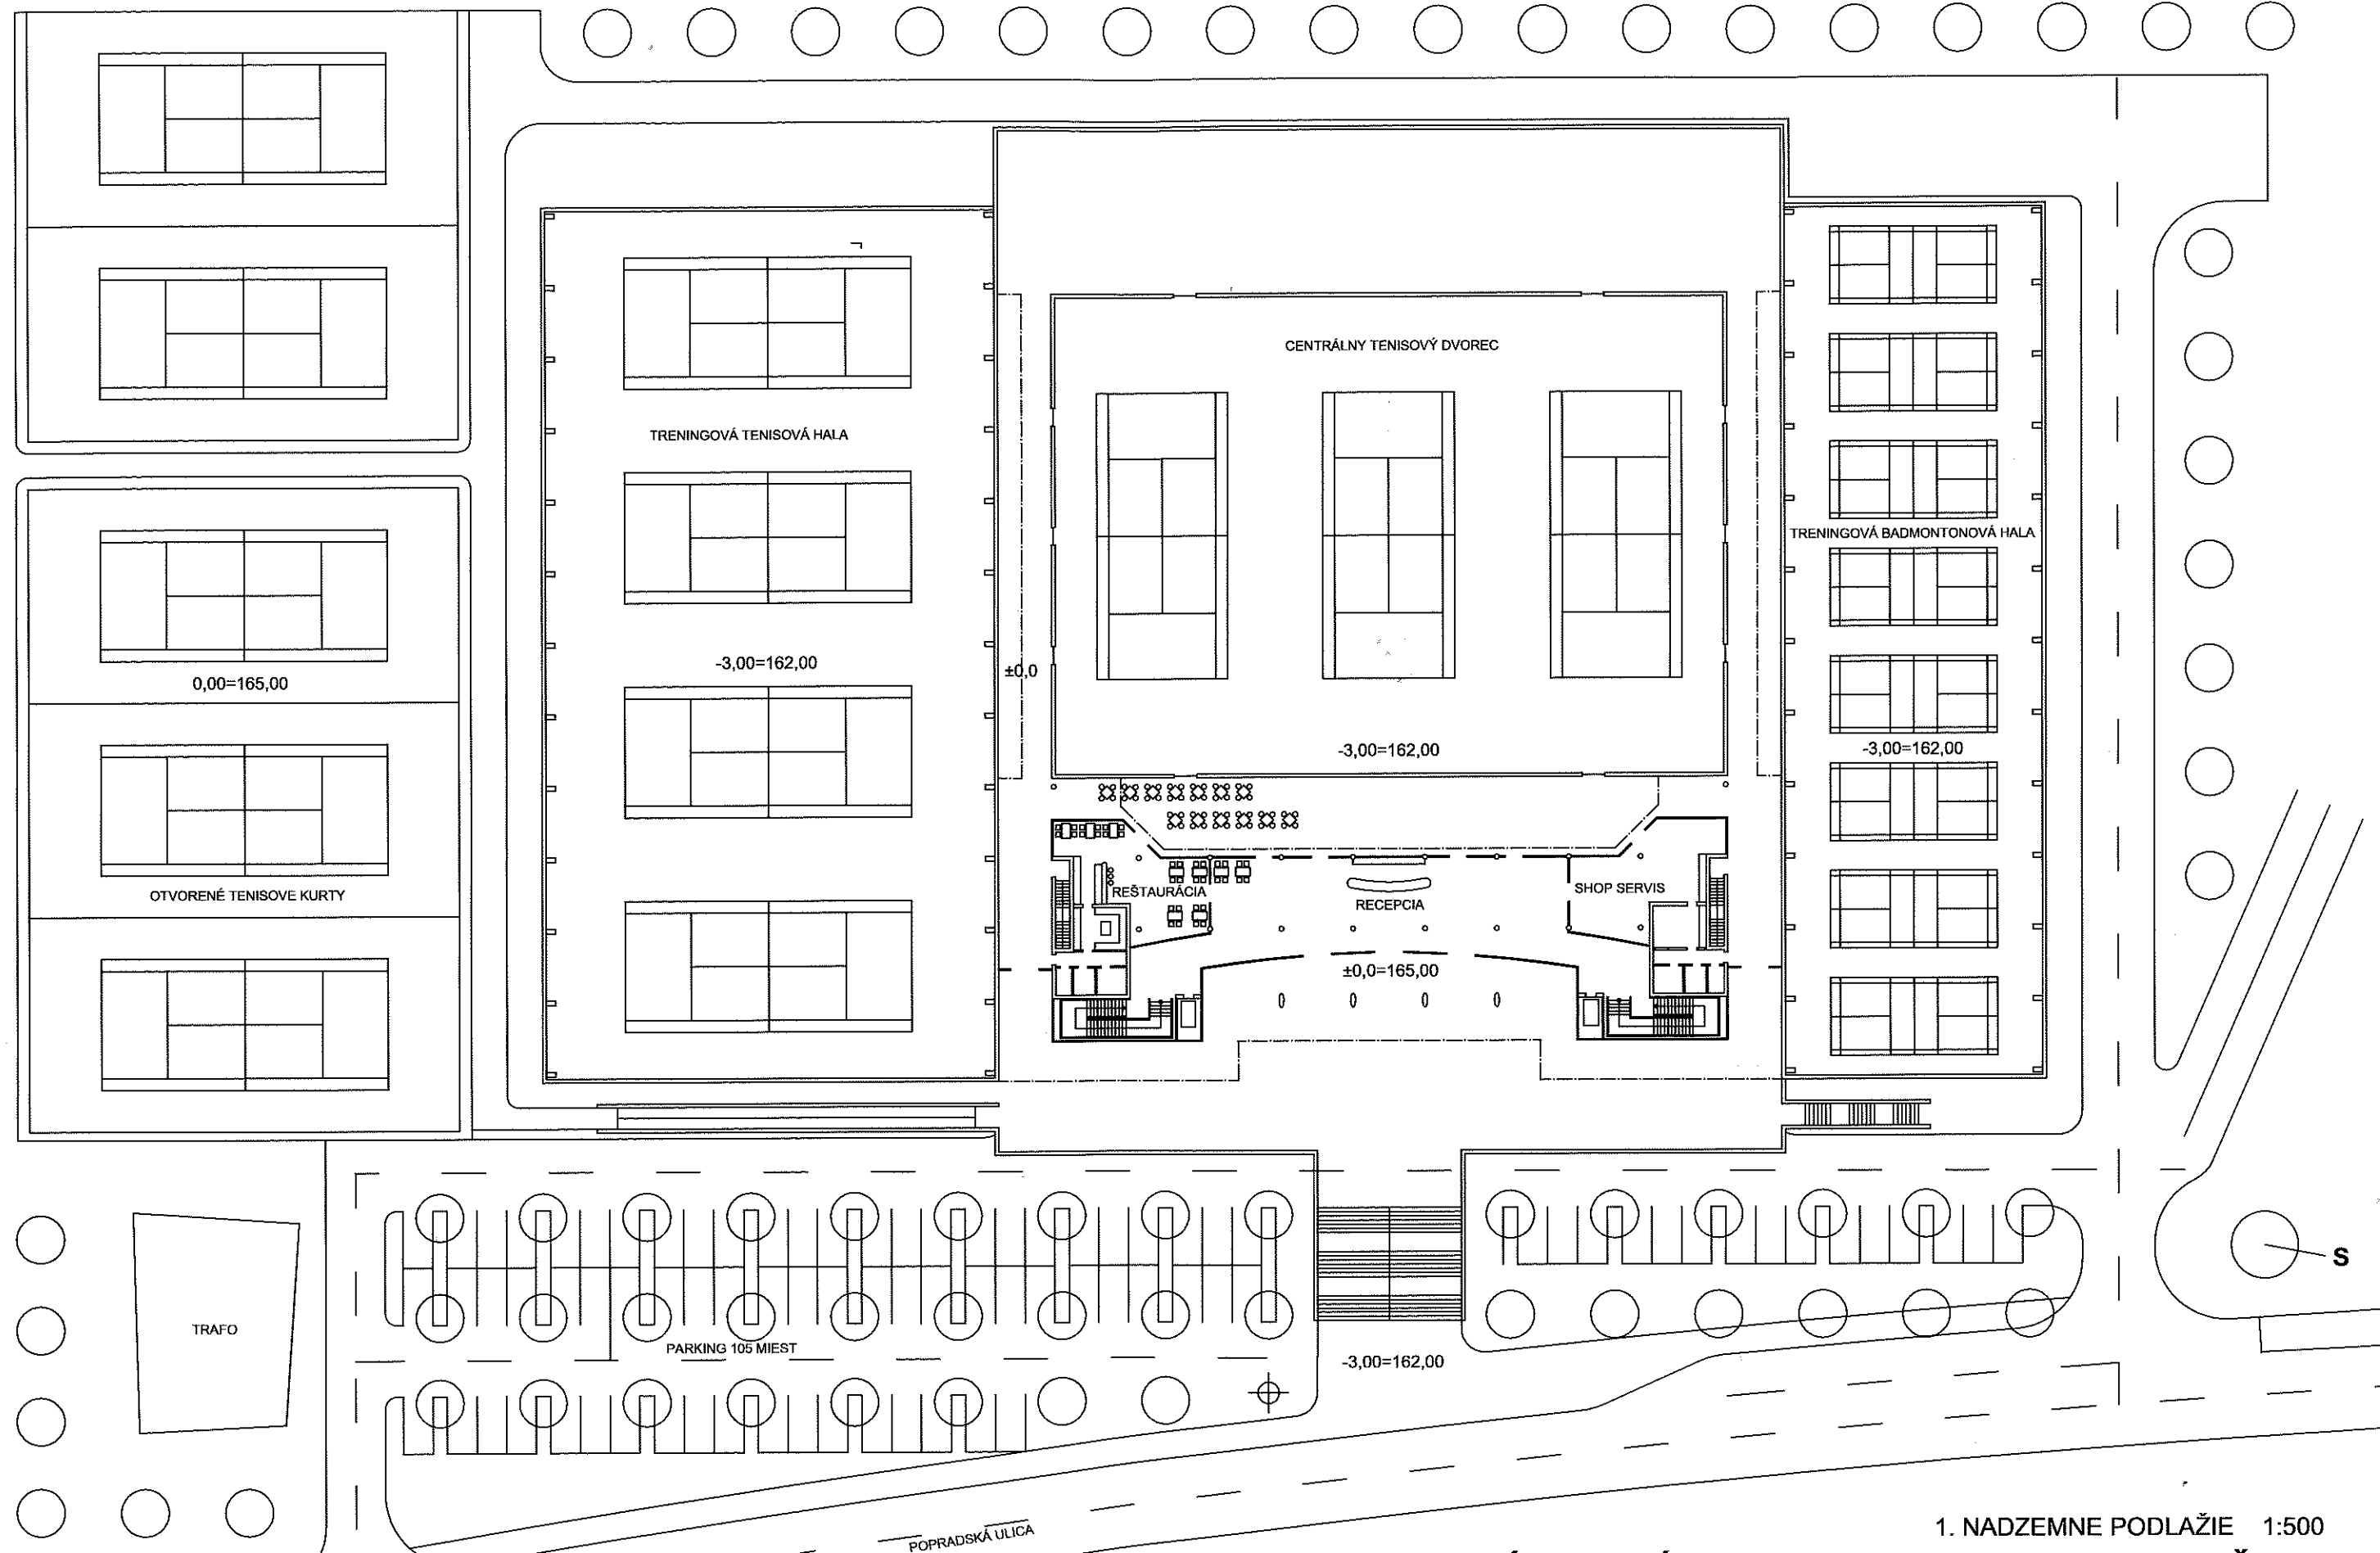 CENTRÁLNY TENISOVÝ DVOREC
TRENINGOVÁ TENISOVÁ HALA
TRENINGOVÁ BADMONTONOVÁ HALA
-3,00=162,00
±0,0
0,00=165,00
-3,00=162,00
-3,00=162,00
OTVORENÉ TENISOVE KURTY
REŠTAURÁCIA
RECEPCIA
SHOP SERVIS
±0,0=165,00
S
TRAFO
PARKING 105 MIEST
-3,00=162,00
POPRADSKÁ ULICA
1. NADZEMNE PODLAŽIE 1:500